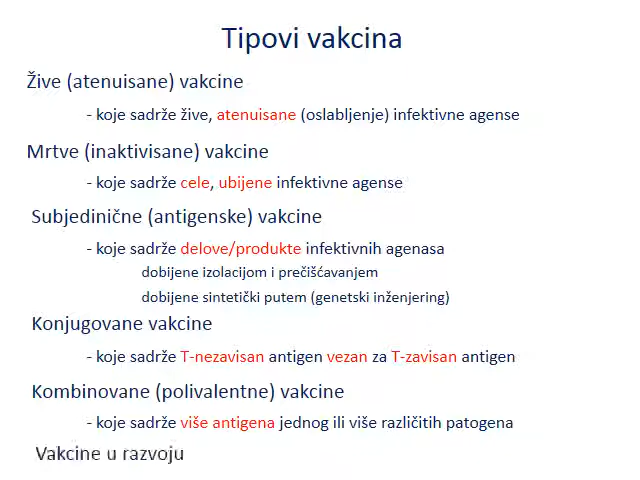 Tipovi vakcina
Žive (atenuisane) vakcine
- koje sadrže žive, atenuisane (oslabljenje) infektivne agense
Mrtve (inaktivisane) vakcine
- koje sadrže cele, ubijene infektivne agense
Subjedinične (antigenske) vakcine
- koje sadrže delove/produkte infektivnih agenasa
dobijene izolacijom i prečišćavanjem
dobijene sintetički putem (genetski inženjering)
Konjugovane vakcine
- koje sadrže T-nezavisan antigen vezan za T-zavisan antigen
Kombinovane (polivalentne) vakcine
- koje sadrže više antigena jednog ili više različitih patogena
Vakcine u razvoju